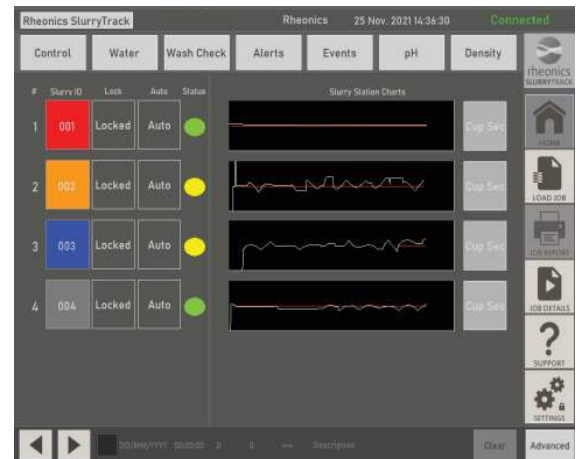 Rheonics SlurryTrack Rheonics 25 Nov. 2021 14:36:30 Connected
Control Water Wash Check Alerts Events pH Density
rheonics
SLURRYTRACK
# Slurry ID Lock Auto Status Slurry Station Charts
1 001 Locked Auto Cup Sec
HOME
2 002 Locked Auto Cup Sec
LOAD JOB
3 003 Locked Auto Cup Sec
JOB REPORT
4 004 Locked Auto Cup Sec
JOB DETAILS
SUPPORT
SETTINGS
DD/MM/YYYY 00:00:00 0 0 Description Clear Advanced